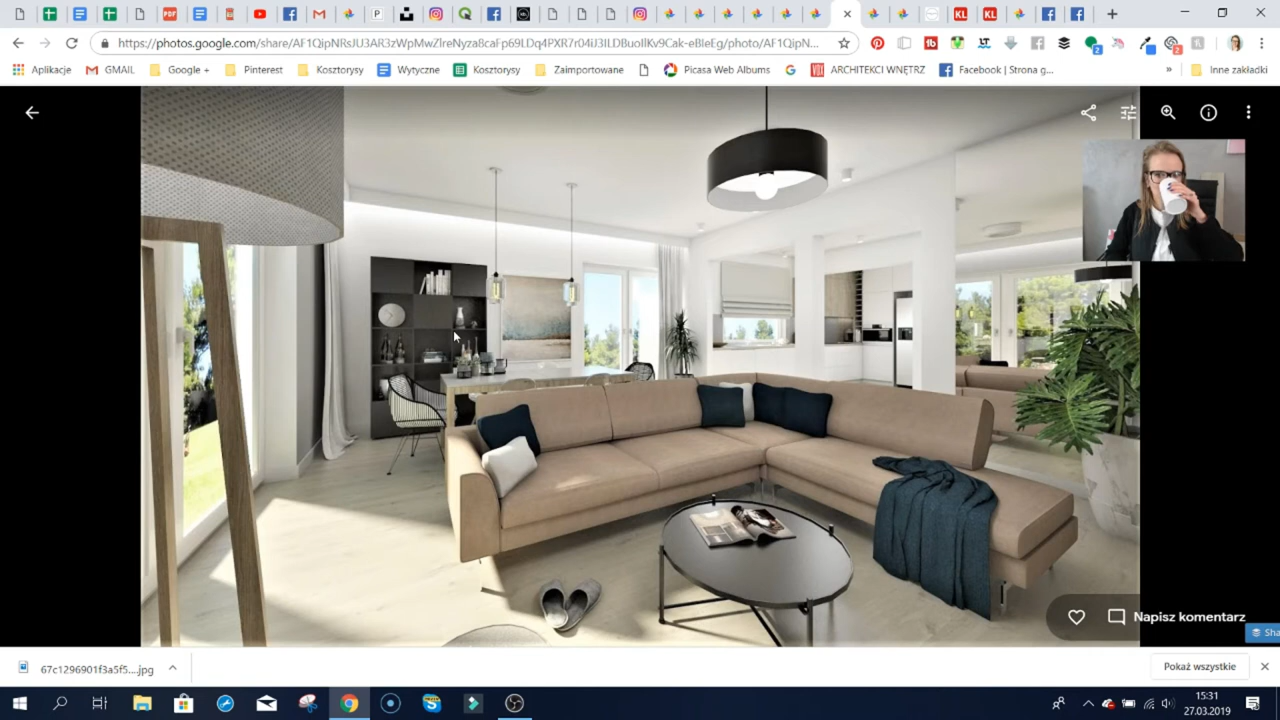 https://photos.google.com/share/AF1QipNRsJU3AR3zWpMwZlreNyza8caFp69LDq4PXR7r04iJ3ILDBuoIlKv9Cak-eBleEg/photo/AF1QipN...
Aplikacje
GMAIL
Google +
Pinterest
Kosztorysy
Wytyczne
Kosztorysy
Zaimportowane
Picasa Web Albums
ARCHITEKCI WNĘTRZ
Facebook | Strona g...
»
Inne zakładki
Napisz komentarz
Sha
67c1296901f3a5f5....jpg
Pokaż wszystkie
15:31
27.03.2019